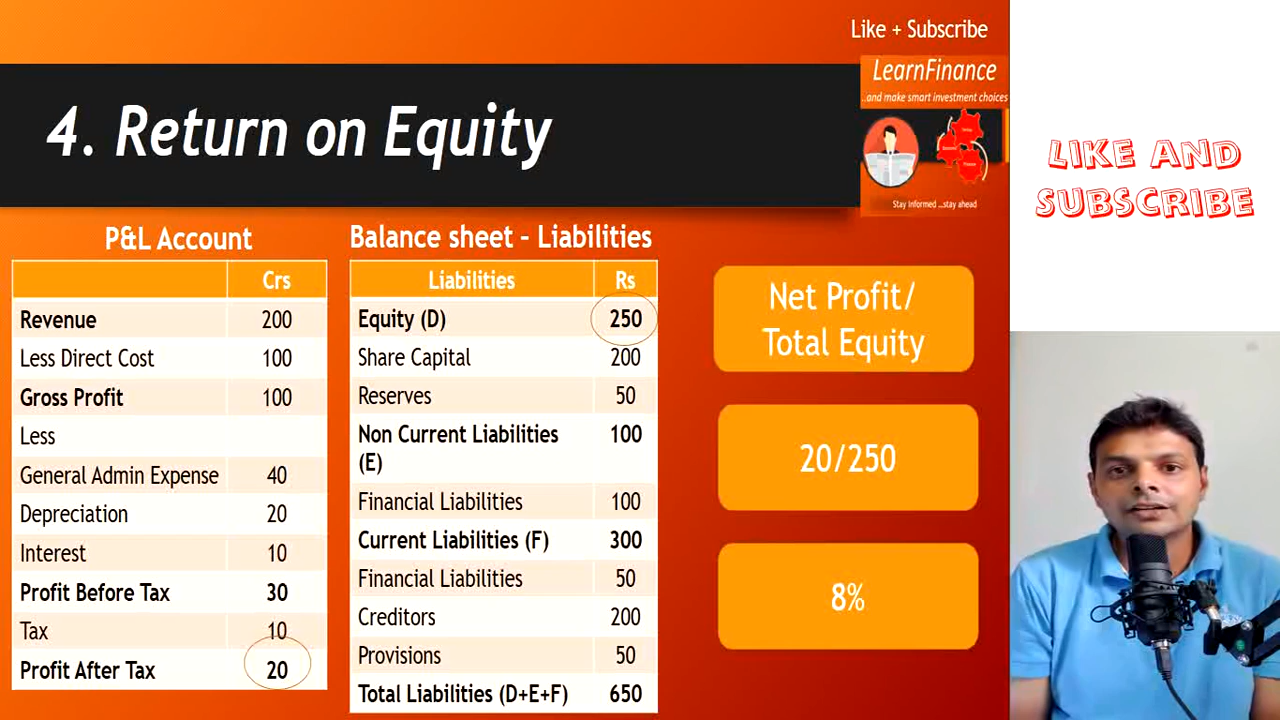 Like + Subscribe
LearnFinance
..and make smart investment choices
Stay Informed ...stay ahead
4. Return on Equity
LIKE AND
SUBSCRIBE
P&L Account
Crs
Revenue 200
Less Direct Cost 100
Gross Profit 100
Less
General Admin Expense 40
Depreciation 20
Interest 10
Profit Before Tax 30
Tax 10
Profit After Tax 20
Balance sheet - Liabilities
Liabilities Rs
Equity (D) 250
Share Capital 200
Reserves 50
Non Current Liabilities 100
(E)
Financial Liabilities 100
Current Liabilities (F) 300
Financial Liabilities 50
Creditors 200
Provisions 50
Total Liabilities (D+E+F) 650
Net Profit/
Total Equity
20/250
8%